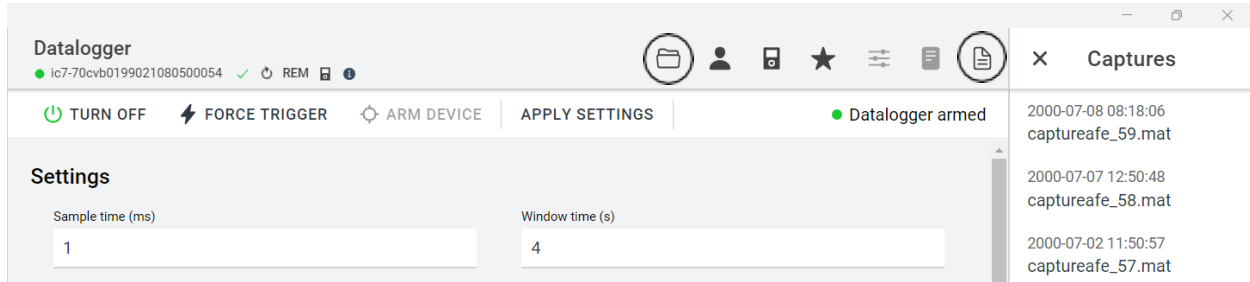 Datalogger
ic7-70cvb0199021080500054 REM
TURN OFF FORCE TRIGGER ARM DEVICE APPLY SETTINGS Datalogger armed
Settings
Sample time (ms) Window time (s)
1 4
Captures
2000-07-08 08:18:06
captureafe_59.mat
2000-07-07 12:50:48
captureafe_58.mat
2000-07-02 11:50:57
captureafe_57.mat